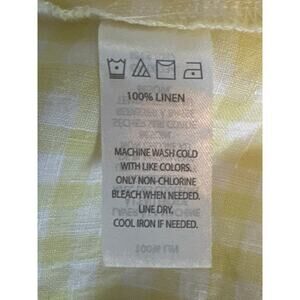 100% LINEN
MACHINE WASH COLD
WITH LIKE COLORS.
ONLY NON-CHLORINE
BLEACH WHEN NEEDED.
LINE DRY.
COOL IRON IF NEEDED.